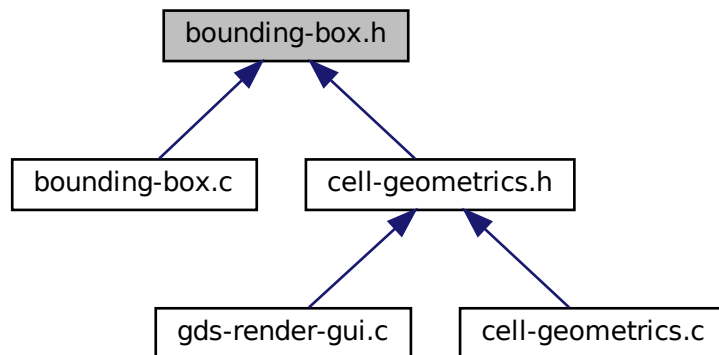 bounding-box.h
bounding-box.c
cell-geometrics.h
gds-render-gui.c
cell-geometrics.c